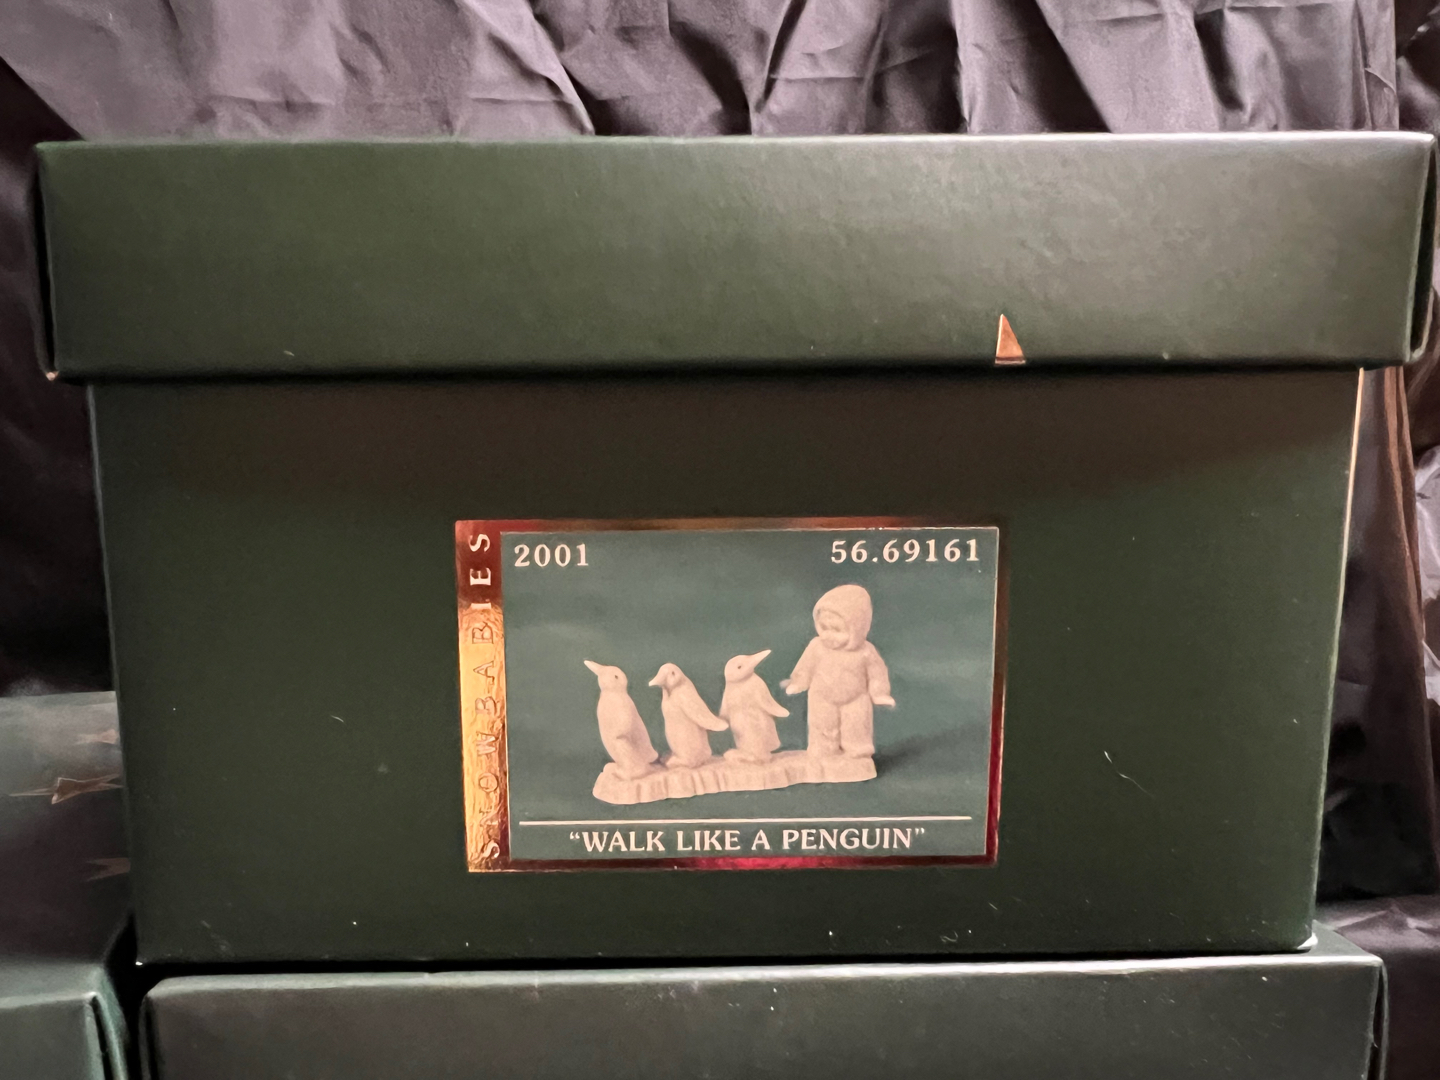 SNOWBABIES
2001
56.69161
“WALK LIKE A PENGUIN”